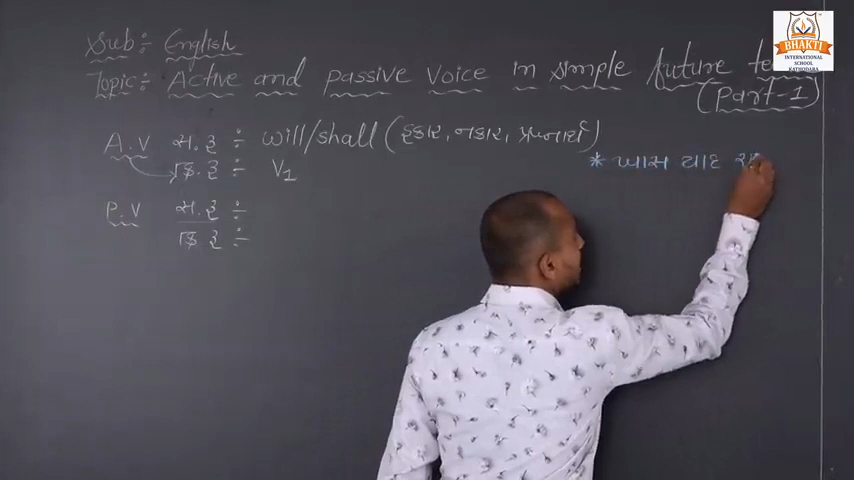 Sub:- English
Topic:- Active and passive voice in simple future te
(Part-1)
A.V સ.રૂ :- will/shall (હકાર, નકાર, પ્રશ્નાર્થ)
ક્રિ.રૂ :- V1
* ખાસ યાદ
P.V સ.રૂ :-
ક્રિ.રૂ :-
BHAKTI
INTERNATIONAL
SCHOOL
KATHODARA